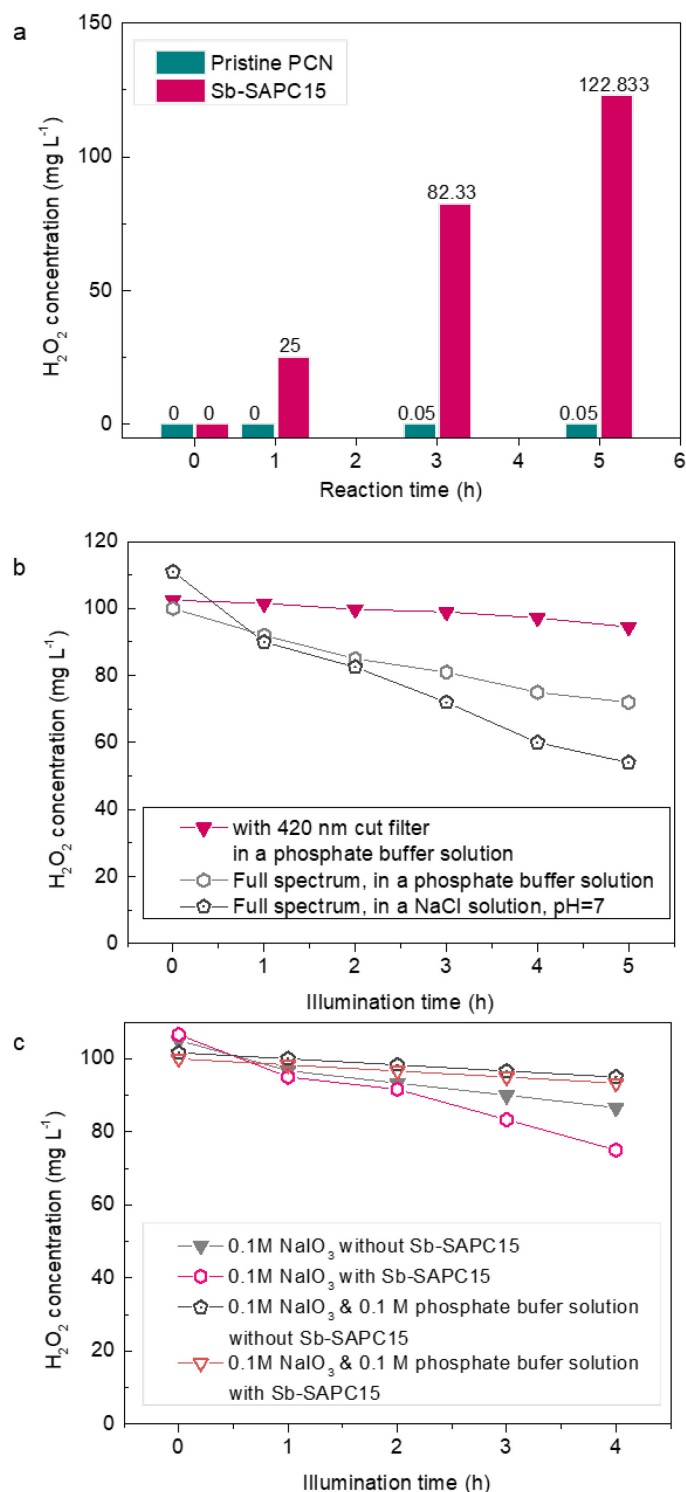 a
150
100
50
0
H₂O₂ concentration (mg L⁻¹)
Pristine PCN
Sb-SAPC15
0
0
0
25
0.05
82.33
0.05
122.833
0
1
2
3
4
5
6
Reaction time (h)
b
120
100
80
60
40
20
0
H₂O₂ concentration (mg L⁻¹)
with 420 nm cut filter
in a phosphate buffer solution
Full spectrum, in a phosphate buffer solution
Full spectrum, in a NaCl solution, pH=7
0
1
2
3
4
5
Illumination time (h)
c
100
80
60
40
20
0
H₂O₂ concentration (mg L⁻¹)
0.1M NaIO₃ without Sb-SAPC15
0.1M NaIO₃ with Sb-SAPC15
0.1M NaIO₃ & 0.1 M phosphate bufer solution
without Sb-SAPC15
0.1M NaIO₃ & 0.1 M phosphate bufer solution
with Sb-SAPC15
0
1
2
3
4
Illumination time (h)